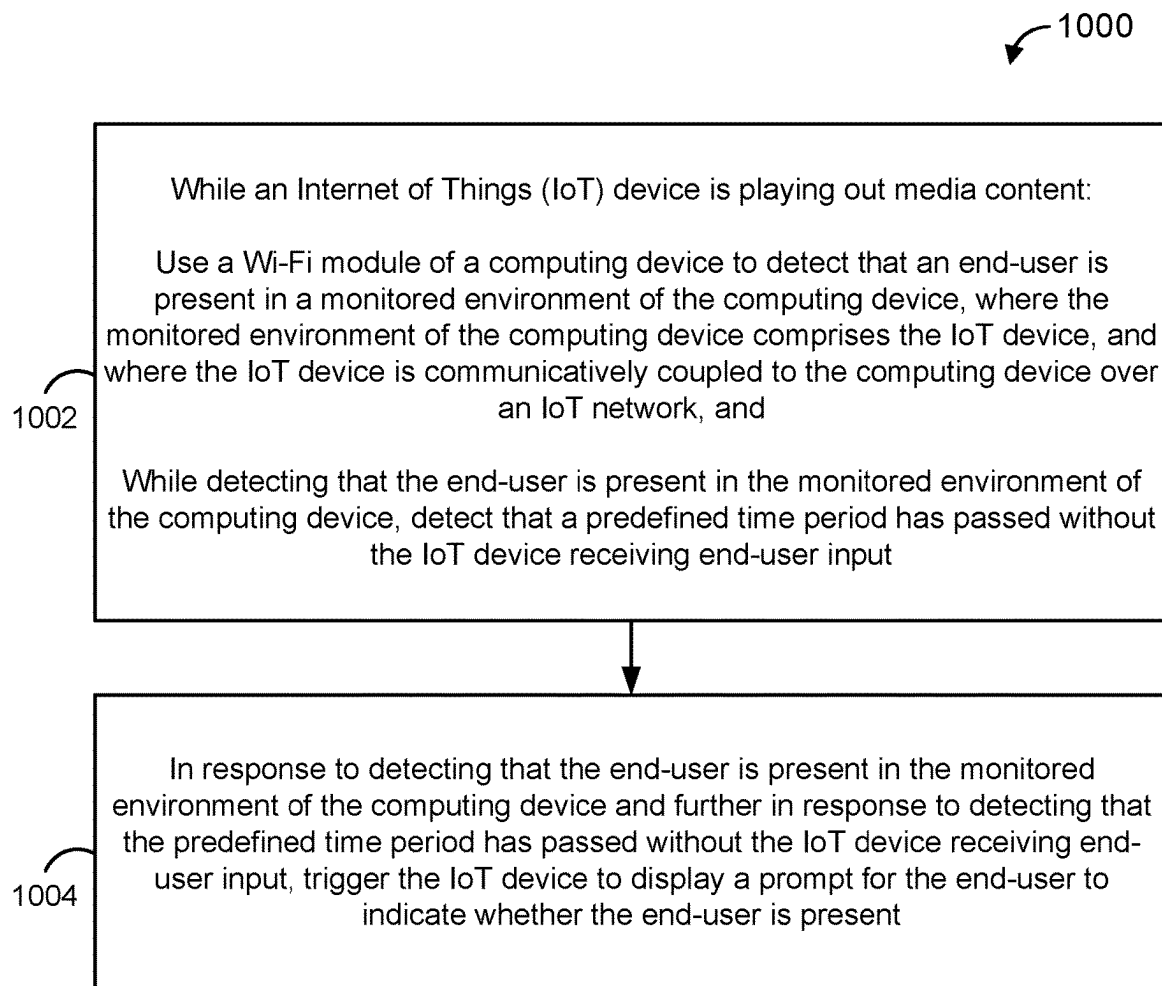 1000
While an Internet of Things (IoT) device is playing out media content:
Use a Wi-Fi module of a computing device to detect that an end-user is
present in a monitored environment of the computing device, where the
monitored environment of the computing device comprises the IoT device, and
where the IoT device is communicatively coupled to the computing device over
an IoT network, and
1002
While detecting that the end-user is present in the monitored environment of
the computing device, detect that a predefined time period has passed without
the IoT device receiving end-user input
In response to detecting that the end-user is present in the monitored
environment of the computing device and further in response to detecting that
the predefined time period has passed without the IoT device receiving end-
user input, trigger the IoT device to display a prompt for the end-user to
1004
indicate whether the end-user is present